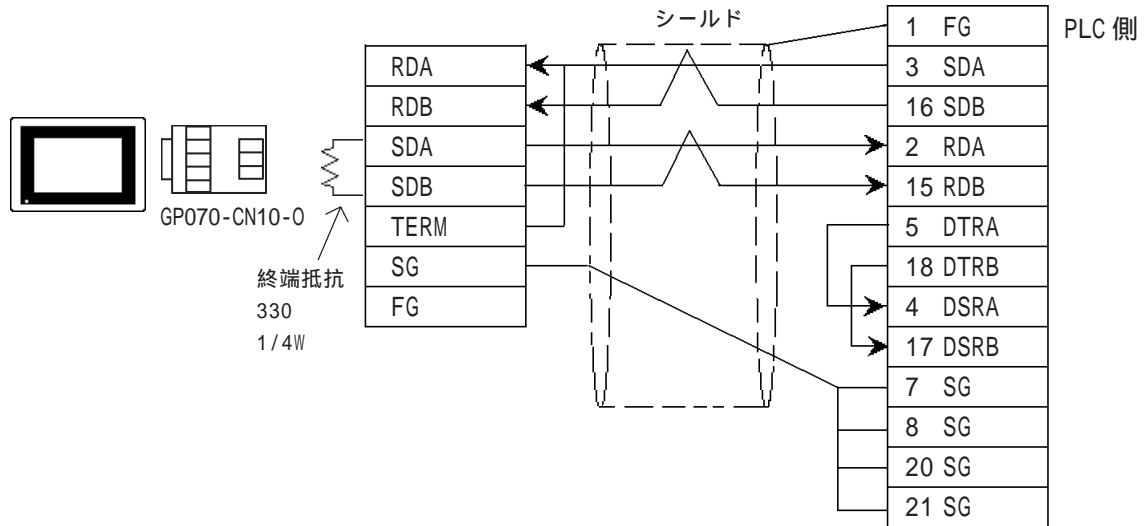 シールド
PLC 側
1 FG
3 SDA
16 SDB
2 RDA
15 RDB
5 DTRA
18 DTRB
4 DSRA
17 DSRB
7 SG
8 SG
20 SG
21 SG
RDA
RDB
SDA
SDB
TERM
SG
FG
GP070-CN10-O
終端抵抗
330
1/4W